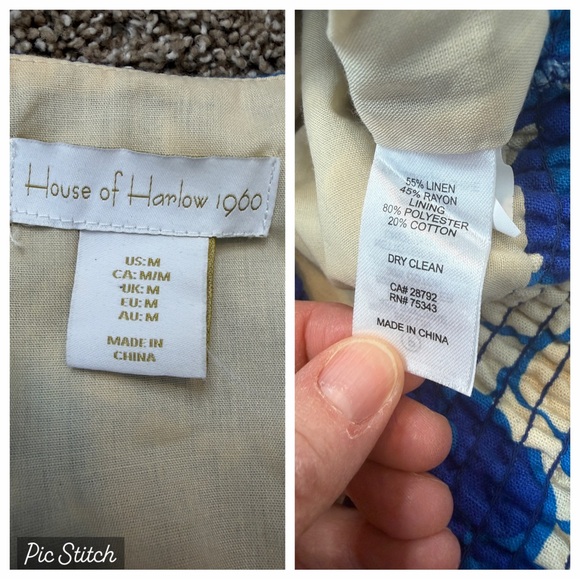 House of Harlow 1960
US: M
CA: M/M
UK: M
EU: M
AU: M
MADE IN
CHINA
55% LINEN
45% RAYON
LINING
80% POLYESTER
20% COTTON
DRY CLEAN
CA# 28792
RN# 75343
MADE IN CHINA
Pic Stitch